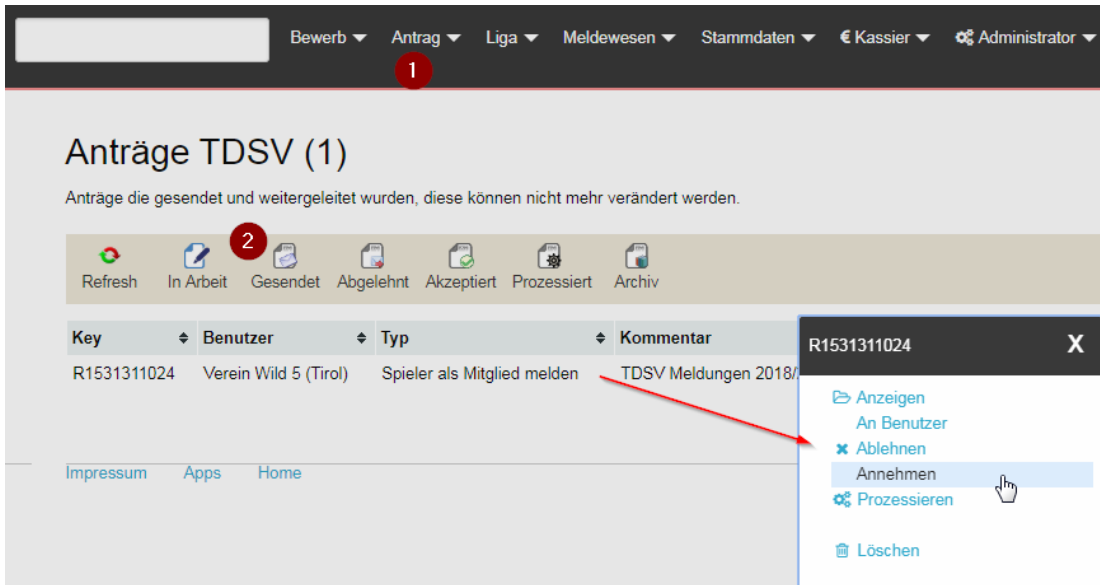 Bewerb Antrag Liga Meldewesen Stammdaten € Kassier Administrator
1
Anträge TDSV (1)
Anträge die gesendet und weitergeleitet wurden, diese können nicht mehr verändert werden.
2
Refresh In Arbeit Gesendet Abgelehnt Akzeptiert Prozessiert Archiv
Key Benutzer Typ Kommentar
R1531311024 Verein Wild 5 (Tirol) Spieler als Mitglied melden TDSV Meldungen 2018/
R1531311024 X
Anzeigen
An Benutzer
Ablehnen
Annehmen
Prozessieren
Löschen
Impressum Apps Home